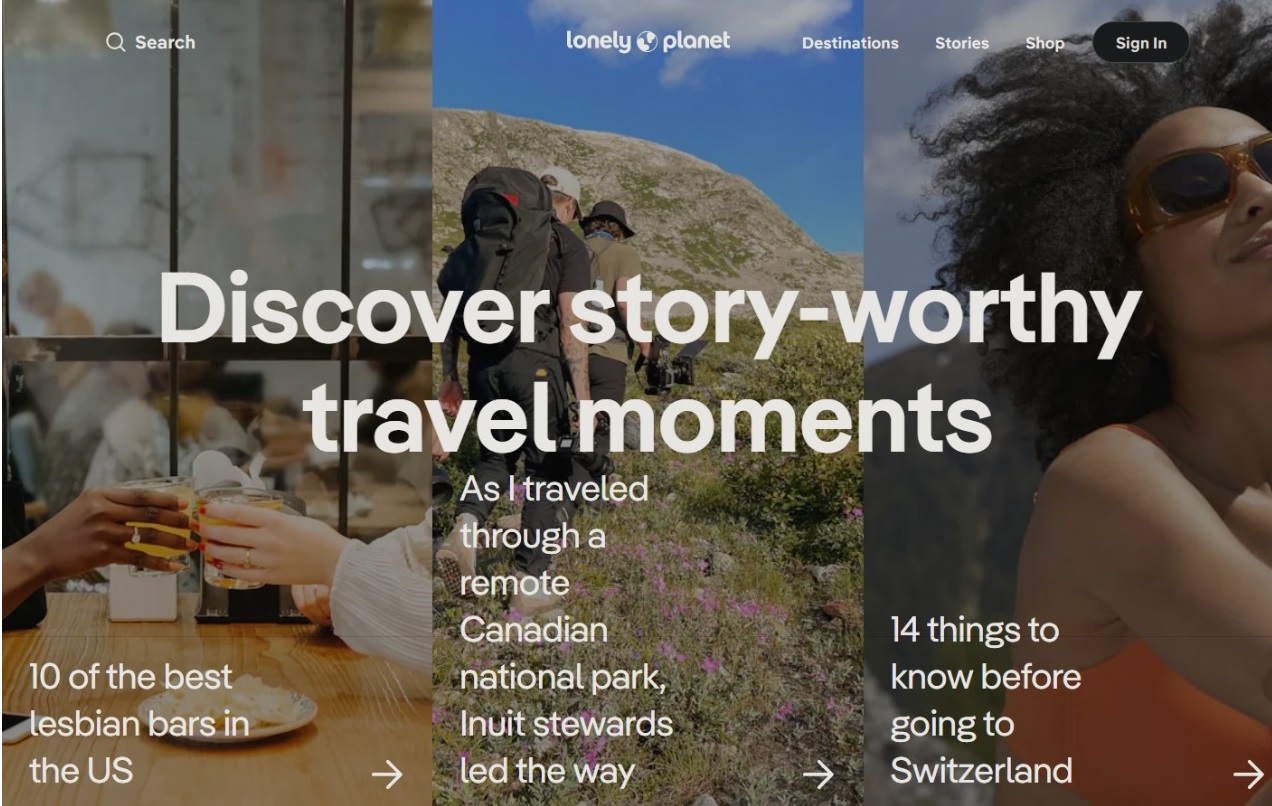 Search
lonely planet
Destinations
Stories
Shop
Sign In
Discover story-worthy
travel moments
10 of the best
lesbian bars in
the US
As I traveled
through a
remote
Canadian
national park,
Inuit stewards
led the way
14 things to
know before
going to
Switzerland